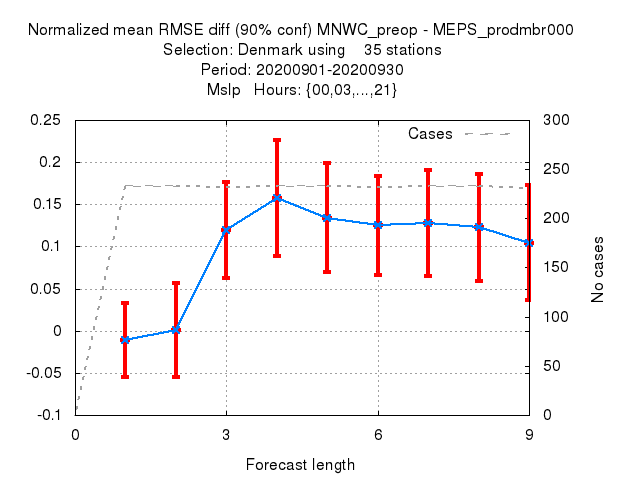 Normalized mean RMSE diff (90% conf) MNWC_preop - MEPS_prodmbr000
Selection: Denmark using 35 stations
Period: 20200901-20200930
Mslp Hours: {00,03,...,21}
0.25
0.2
0.15
0.1
0.05
0
-0.05
-0.1
Cases
300
250
200
150
100
50
0
No cases
0
3
6
9
Forecast length